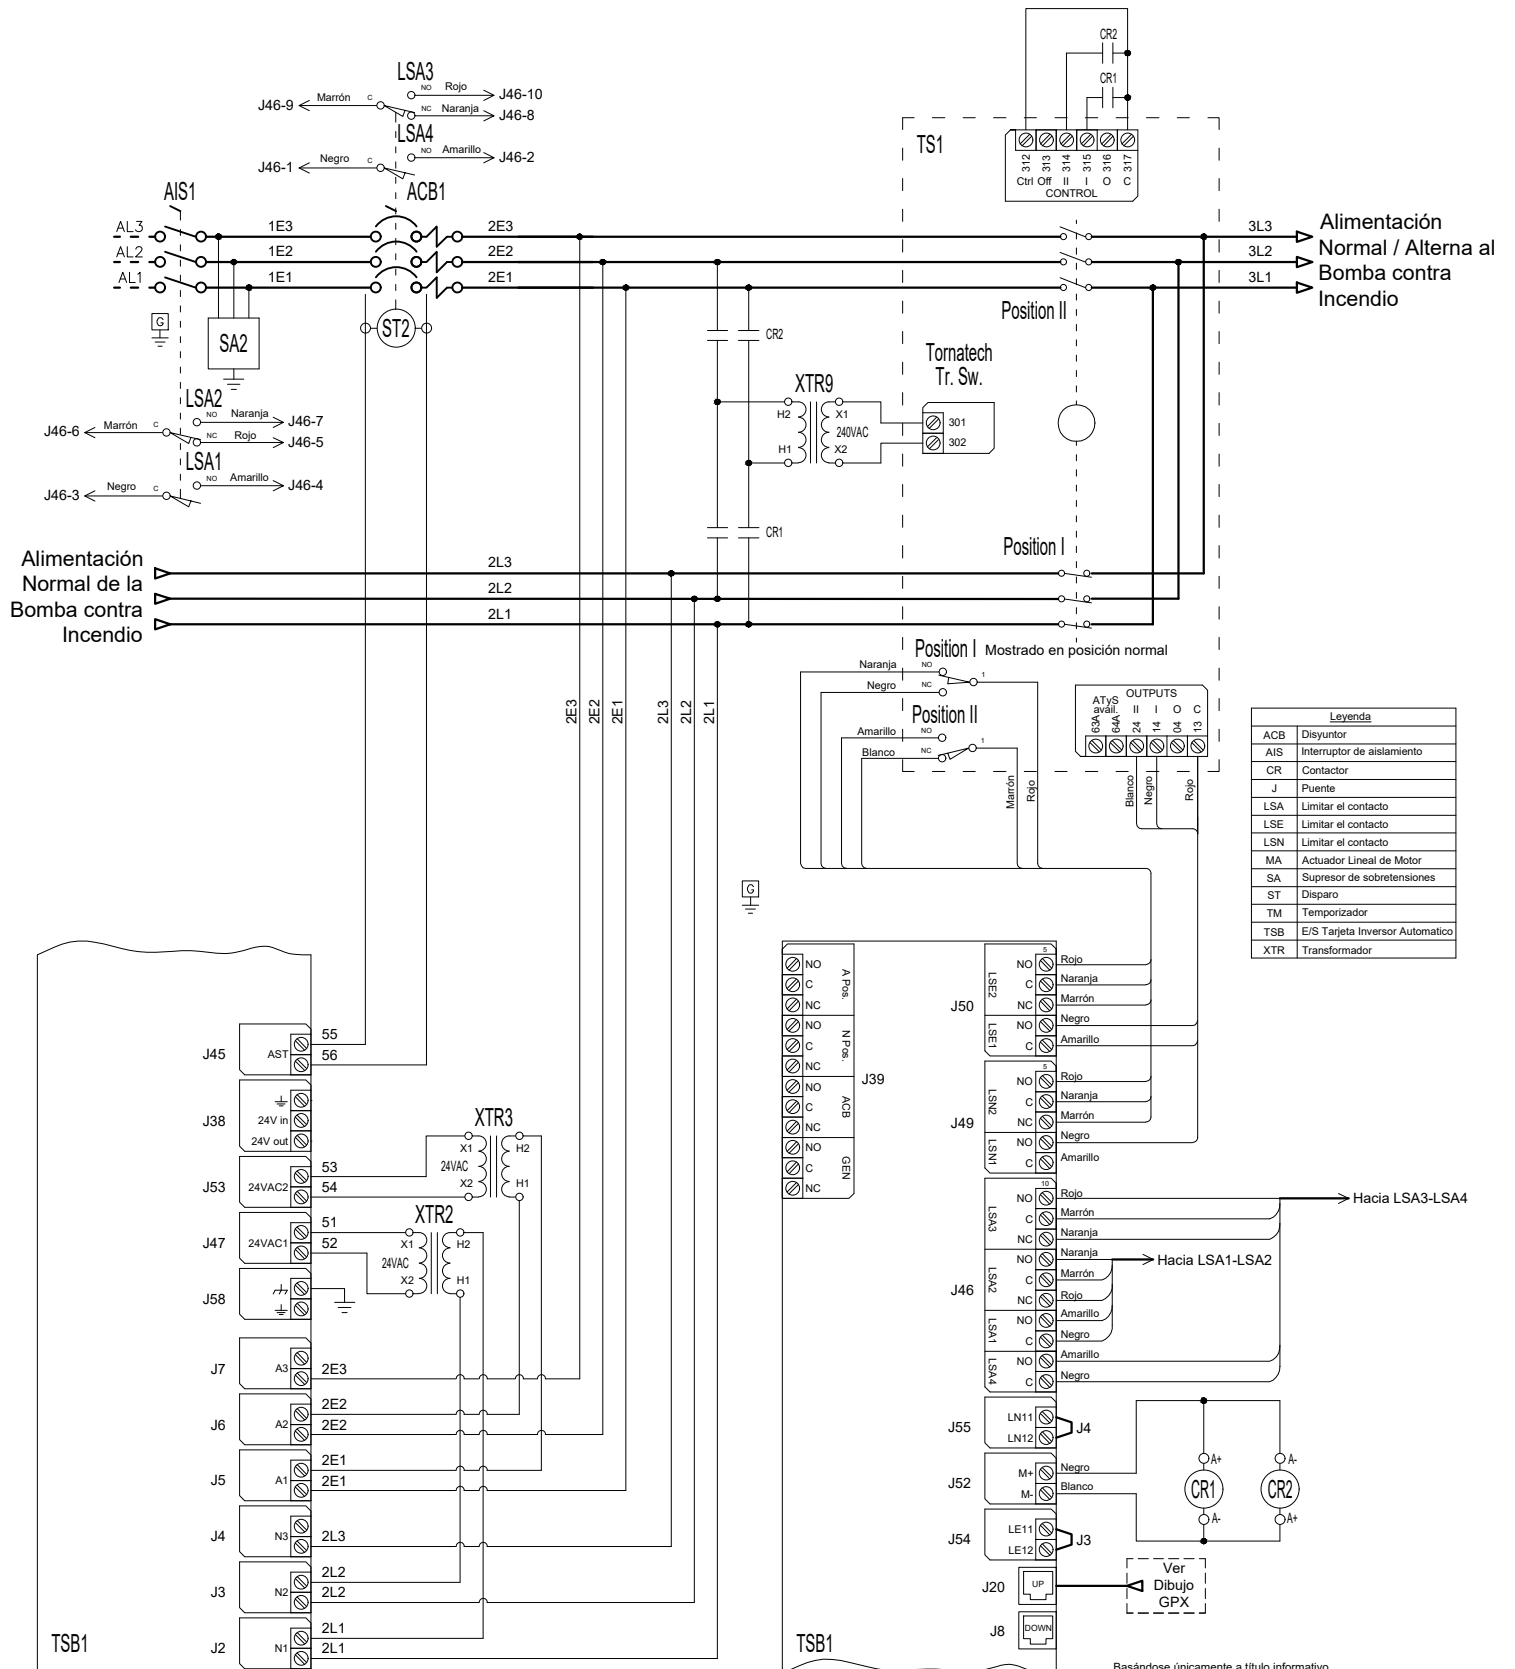 CR2
CR1
TS1
312 313 314 315 316 317
Ctrl Off II I O C
CONTROL
LSA3
NO Rojo
J46-10
J46-9 Marrón C
NC Naranja J46-8
LSA4
NO Amarillo J46-2
J46-1 Negro C
AIS1
ACB1
AL3 1E3 2E3 3L3
AL2 1E2 2E2 3L2
AL1 1E1 2E1 3L1
Alimentación
Normal / Alterna al
Bomba contra
Incendio
Position II
G
SA2
ST2
CR2
Tornatech
Tr. Sw.
XTR9
H2 X1
240VAC
H1 X2
301
302
LSA2
NO Naranja J46-7
J46-6 Marrón C
NC Rojo J46-5
LSA1
NO Amarillo J46-4
J46-3 Negro C
CR1
Position I
Alimentación
Normal de la
Bomba contra
Incendio
2L3
2L2
2L1
Position I Mostrado en posición normal
Naranja NO
1
Negro NC
Position II
Amarillo NO
1
Blanco NC
OUTPUTS
ATyS
avail. II I O C
63A 64A 24 14 04 13
2E3 2E2 2E1 2L3 2L2 2L1
Marrón Rojo
Blanco Negro Rojo
Leyenda
ACB Disyuntor
AIS Interruptor de aislamiento
CR Contactor
J Puente
LSA Limitar el contacto
LSE Limitar el contacto
LSN Limitar el contacto
MA Actuador Lineal de Motor
SA Supresor de sobretensiones
ST Disparo
TM Temporizador
TSB E/S Tarjeta Inversor Automatico
XTR Transformador
G
J45 AST 55
56
J38
24V in
24V out
J53 24VAC2 53
54
XTR3
X1 H2
24VAC
X2 H1
J47 24VAC1 51
52
XTR2
X1 H2
24VAC
X2 H1
J58
J7 A3 2E3
J6 A2 2E2
2E2
J5 A1 2E1
2E1
J4 N3 2L3
J3 N2 2L2
2L2
J2 N1 2L1
2L1
TSB1
J39
NO
C
NC
A Pos.
NO
C
NC
N Pos.
NO
C
NC
ACB
NO
C
NC
GEN
J50
5
LSE2
NO Rojo
C Naranja
NC Marrón
LSE1
NO Negro
C Amarillo
J49
5
LSN2
NO Rojo
C Naranja
NC Marrón
LSN1
NO Negro
C Amarillo
J46
10
LSA3
NO Rojo
C Marrón
NC Naranja
Hacia LSA3-LSA4
LSA2
NO Naranja
C Marrón
NC Rojo
Hacia LSA1-LSA2
LSA1
NO Amarillo
C Negro
LSA4
NO Amarillo
C Negro
J55 LN11
LN12
J4
J52 M+ Negro
M- Blanco
A+ A-
CR1 CR2
A- A+
J54 LE11
LE12
J3
J20 UP
Ver
Dibujo
GPX
J8 DOWN
TSB1
Basándose únicamente a título informativo